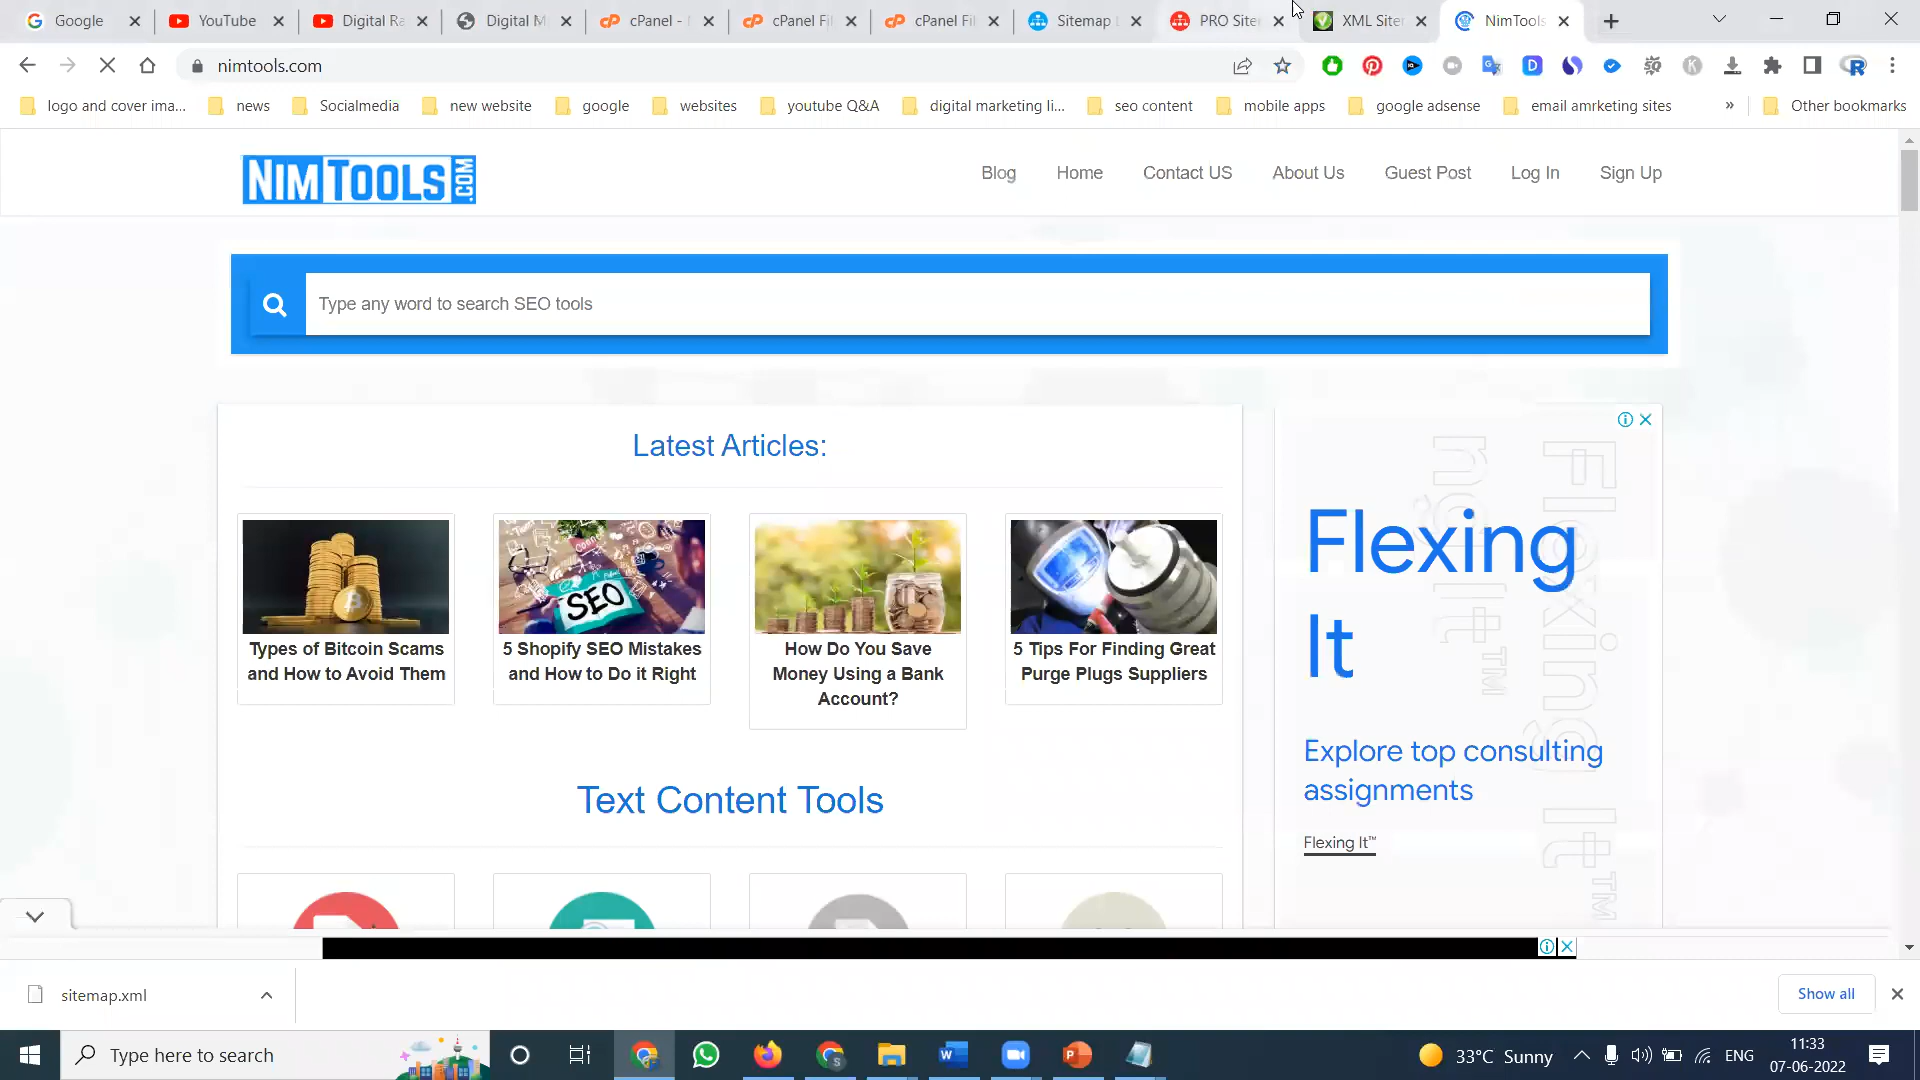 Google
YouTube
Digital Ra
Digital M
cPanel -
cPanel Fil
cPanel Fil
Sitemap
PRO Site
XML Siter
NimTools
nimtools.com
logo and cover ima...
news
Socialmedia
new website
google
websites
youtube Q&A
digital marketing li...
seo content
mobile apps
google adsense
email amrketing sites
»
Other bookmarks
NIMTOOLS.COM
Blog
Home
Contact US
About Us
Guest Post
Log In
Sign Up
Type any word to search SEO tools
Latest Articles:
SEO
Types of Bitcoin Scams
and How to Avoid Them
5 Shopify SEO Mistakes
and How to Do it Right
How Do You Save
Money Using a Bank
Account?
5 Tips For Finding Great
Purge Plugs Suppliers
Text Content Tools
Flexing
It
Flexing It™
Explore top consulting
assignments
Flexing It™
sitemap.xml
Show all
Type here to search
33°C Sunny
ENG
11:33
07-06-2022